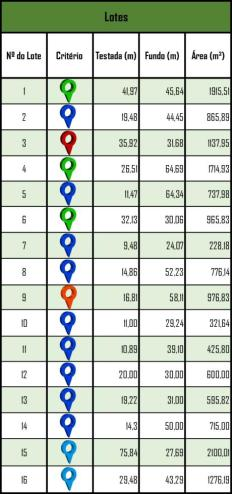 Lotes
Nº do Lote Critério Testada (m) Fundo (m) Área (m²)
1 41,97 45,64 1915,51
2 19,48 44,45 865,89
3 35,92 31,68 1137,95
4 26,51 64,69 1714,93
5 11,47 64,34 737,98
6 32,13 30,06 965,83
7 9,48 24,07 228,18
8 14,86 52,23 776,14
9 16,81 58,11 976,83
10 11,00 29,24 321,64
11 10,89 39,10 425,80
12 20,00 30,00 600,00
13 19,22 31,00 595,82
14 14,3 50,00 715,00
15 75,84 27,69 2100,01
16 29,48 43,29 1276,19